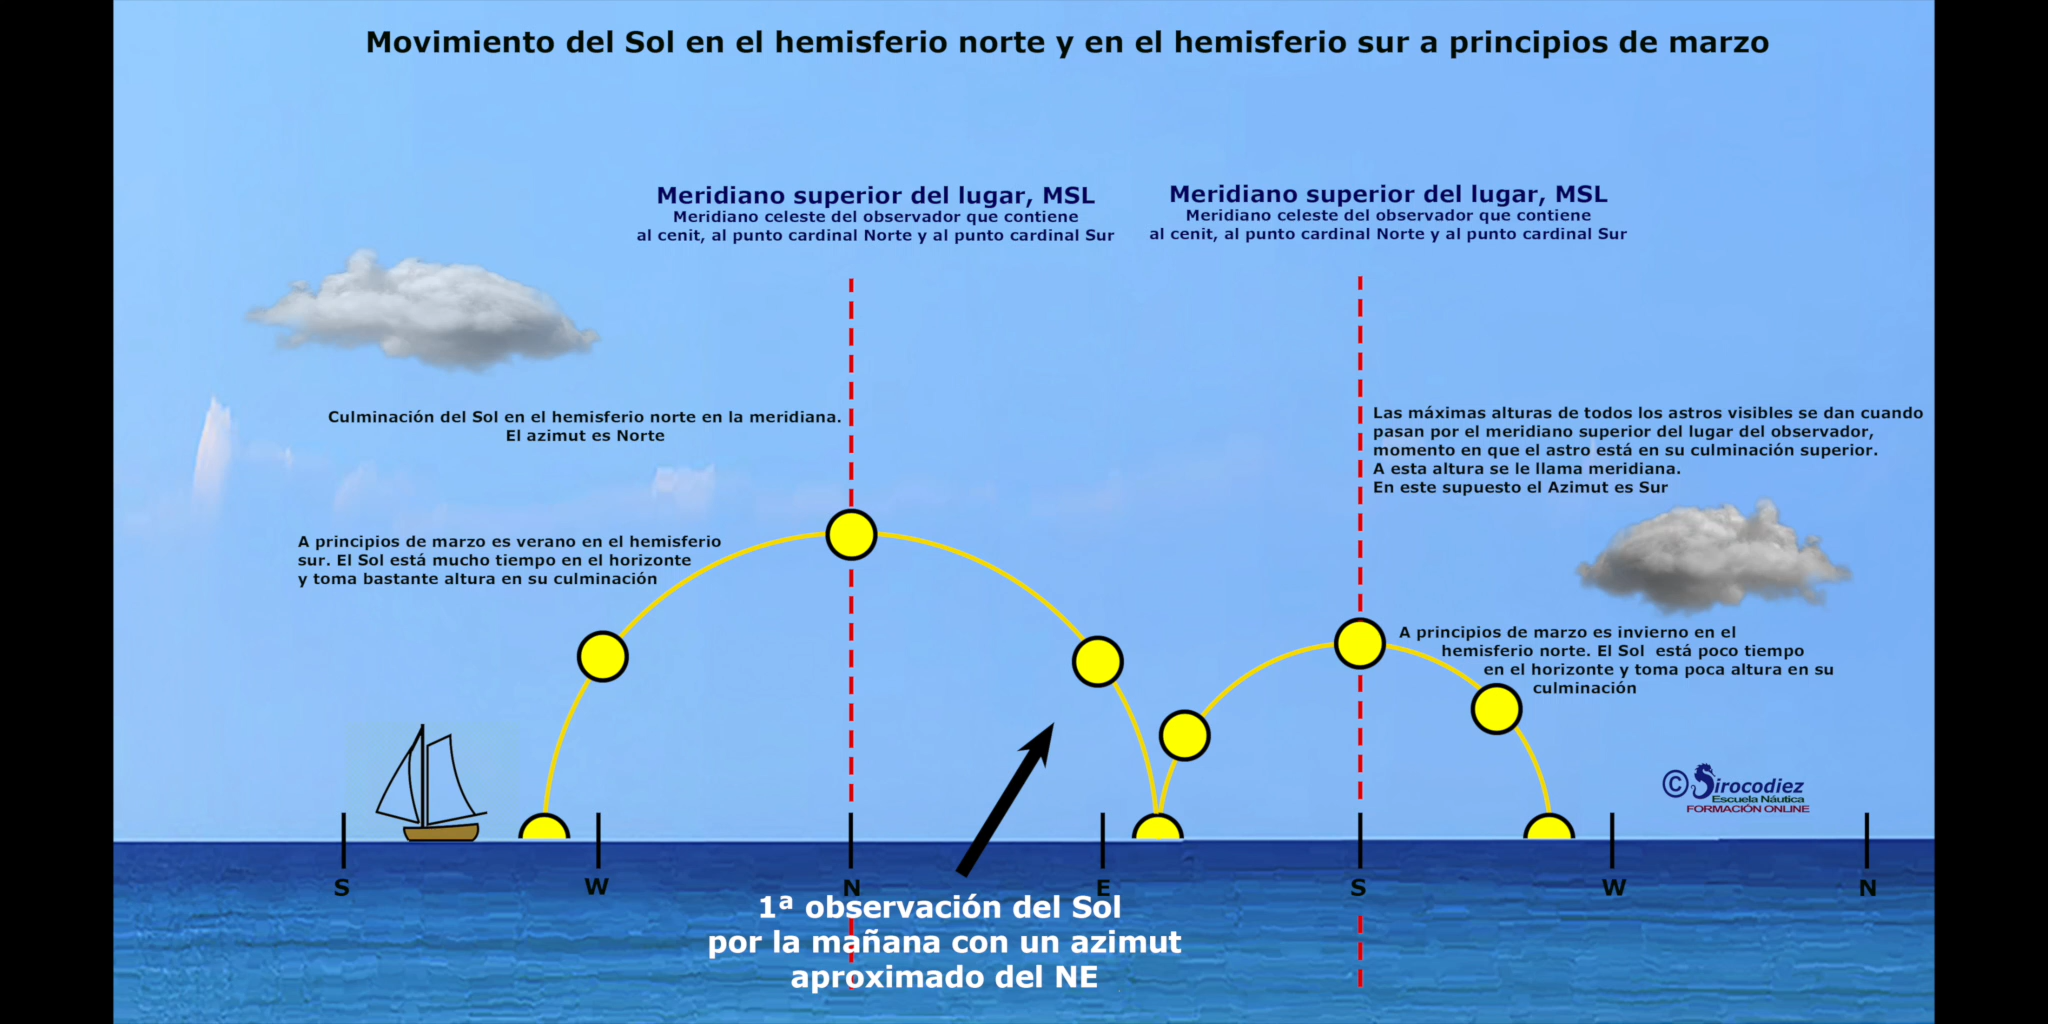 Movimiento del Sol en el hemisferio norte y en el hemisferio sur a principios de marzo
Meridiano superior del lugar, MSL
Meridiano celeste del observador que contiene
al cenit, al punto cardinal Norte y al punto cardinal Sur
Meridiano superior del lugar, MSL
Meridiano celeste del observador que contiene
al cenit, al punto cardinal Norte y al punto cardinal Sur
Culminación del Sol en el hemisferio norte en la meridiana.
El azimut es Norte
Las máximas alturas de todos los astros visibles se dan cuando
pasan por el meridiano superior del lugar del observador,
momento en que el astro está en su culminación superior.
A esta altura se le llama meridiana.
En este supuesto el Azimut es Sur
A principios de marzo es verano en el hemisferio
sur. El Sol está mucho tiempo en el horizonte
y toma bastante altura en su culminación
A principios de marzo es invierno en el
hemisferio norte. El Sol está poco tiempo
en el horizonte y toma poca altura en su
culminación
© Sirocodiez
Escuela Náutica
FORMACIÓN ONLINE
S W N E S W N
1ª observación del Sol
por la mañana con un azimut
aproximado del NE